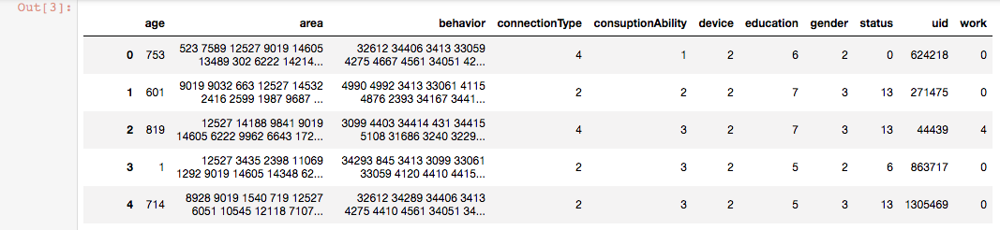 Out[3]:
age area behavior connectionType consuptionAbility device education gender status uid work
523 7589 12527 9019 14605 32612 34406 3413 33059
0 753 4 1 2 6 2 0 624218 0
13489 302 6222 14214... 4275 4667 4561 34051 42...
9019 9032 663 12527 14532 4990 4992 3413 33061 4115
1 601 2 2 2 7 3 13 271475 0
2416 2599 1987 9687 ... 4876 2393 34167 3441...
12527 14188 9841 9019 3099 4403 34414 431 34415
2 819 4 3 2 7 3 13 44439 4
14605 6222 9962 6643 172... 5108 31686 3240 3229...
12527 3435 2398 11069 34293 845 3413 3099 33061
3 1 2 3 2 5 2 6 863717 0
1292 9019 14605 14348 62... 33059 4120 4410 4415...
8928 9019 1540 719 12527 32612 34289 34406 3413
4 714 2 3 2 5 3 13 1305469 0
6051 10545 12118 7107... 4275 4410 4561 34051 34...